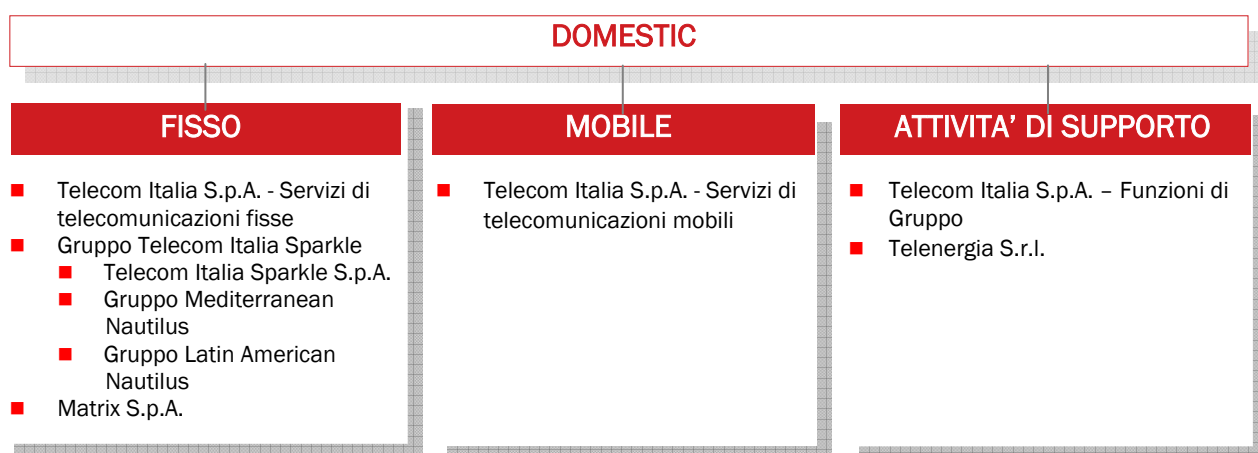 DOMESTIC
FISSO
Telecom Italia S.p.A. - Servizi di
telecomunicazioni fisse
Gruppo Telecom Italia Sparkle
Telecom Italia Sparkle S.p.A.
Gruppo Mediterranean
Nautilus
Gruppo Latin American
Nautilus
Matrix S.p.A.
MOBILE
Telecom Italia S.p.A. - Servizi di
telecomunicazioni mobili
ATTIVITA' DI SUPPORTO
Telecom Italia S.p.A. – Funzioni di
Gruppo
Telenergia S.r.l.